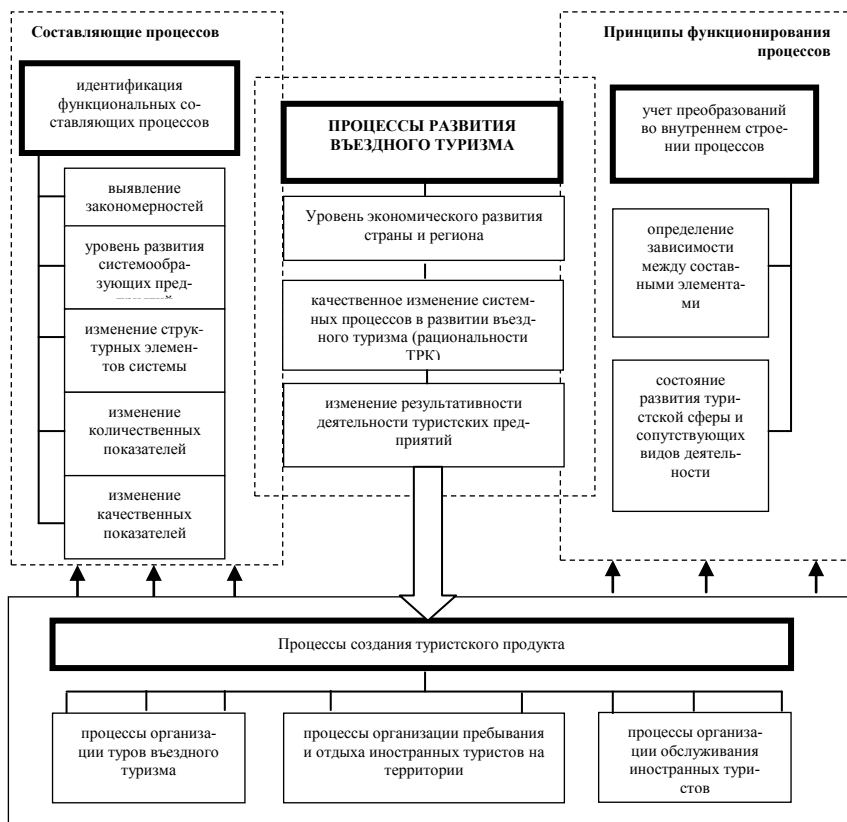 Составляющие процессов
идентификация
функциональных со-
ставляющих процессов
выявление
закономерностей
уровень развития
системообра-
зующих пред-
приятий
изменение струк-
турных элемен-
тов системы
изменение
количественных
показателей
изменение
качественных
показателей
ПРОЦЕССЫ РАЗВИТИЯ
ВЪЕЗДНОГО ТУРИЗМА
Уровень экономического развития
страны и региона
качественное изменение систем-
ных процессов в развитии въезд-
ного туризма (рациональности
ТРК)
изменение результативности
деятельности туристских пред-
приятий
Принципы функционирования
процессов
учет преобразований
во внутреннем строе-
нии процессов
определение
зависимости
между состав-
ными элемента-
ми
состояние
развития тури-
стской сферы и
сопутствующих
видов деятель-
ности
Процессы создания туристского продукта
процессы организа-
ции туров въездного
туризма
процессы организации пребывания
и отдыха иностранных туристов на
территории
процессы организа-
ции обслуживания
иностранных тури-
стов